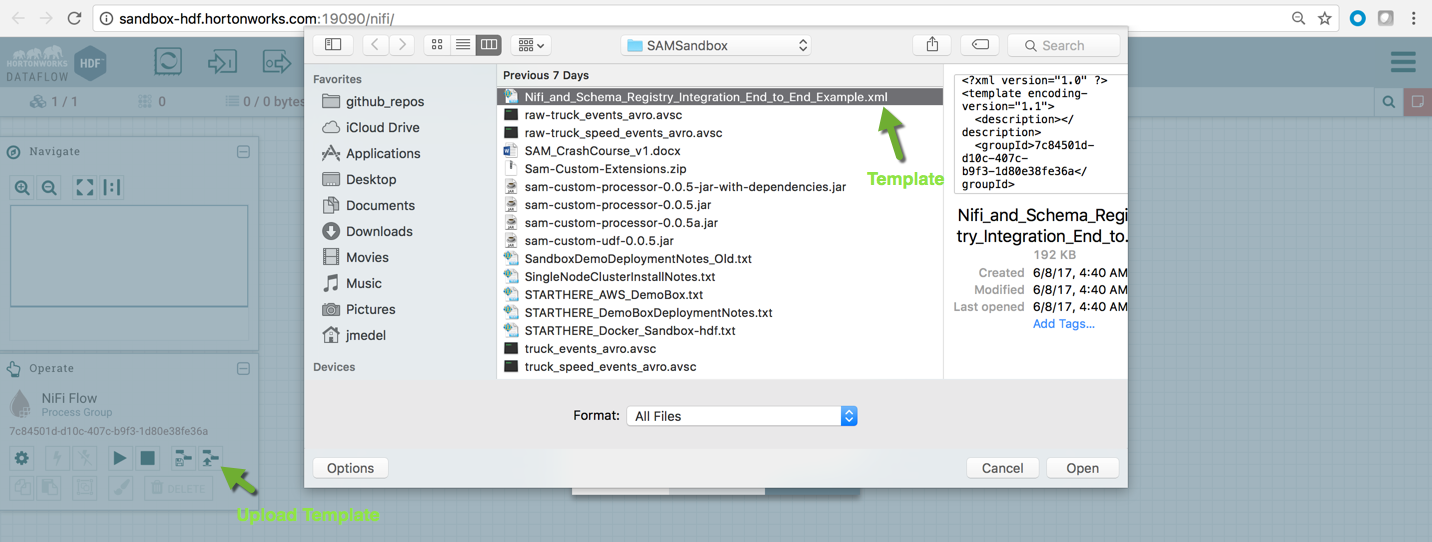 sandbox-hdf.hortonworks.com:19090/nifi/
HORTONWORKS
DATAFLOW
HDF
1 / 1
0
0 / 0 bytes
SAMSandbox
Search
Favorites
github_repos
iCloud Drive
Applications
Desktop
Documents
Downloads
Movies
Music
Pictures
jmedel
Devices
Previous 7 Days
Nifi_and_Schema_Registry_Integration_End_to_End_Example.xml
raw-truck_events_avro.avsc
raw-truck_speed_events_avro.avsc
SAM_CrashCourse_v1.docx
Sam-Custom-Extensions.zip
sam-custom-processor-0.0.5-jar-with-dependencies.jar
sam-custom-processor-0.0.5.jar
sam-custom-processor-0.0.5a.jar
sam-custom-udf-0.0.5.jar
SandboxDemoDeploymentNotes_Old.txt
SingleNodeClusterInstallNotes.txt
STARTHERE_AWS_DemoBox.txt
STARTHERE_DemoBoxDeploymentNotes.txt
STARTHERE_Docker_Sandbox-hdf.txt
truck_events_avro.avsc
truck_speed_events_avro.avsc
Template
<?xml version="1.0" ?>
<template encoding-
version="1.1">
<description></
description>
<groupId>7c84501d-
d10c-407c-
b9f3-1d80e38fe36a</
groupId>
Nifi_and_Schema_Regi
try_Integration_End_to.
192 KB
Created 6/8/17, 4:40 AM
Modified 6/8/17, 4:40 AM
Last opened 6/8/17, 4:40 AM
Add Tags...
Format: All Files
Options
Cancel
Open
Navigate
Operate
NiFi Flow
Process Group
7c84501d-d10c-407c-b9f3-1d80e38fe36a
DELETE
Upload Template